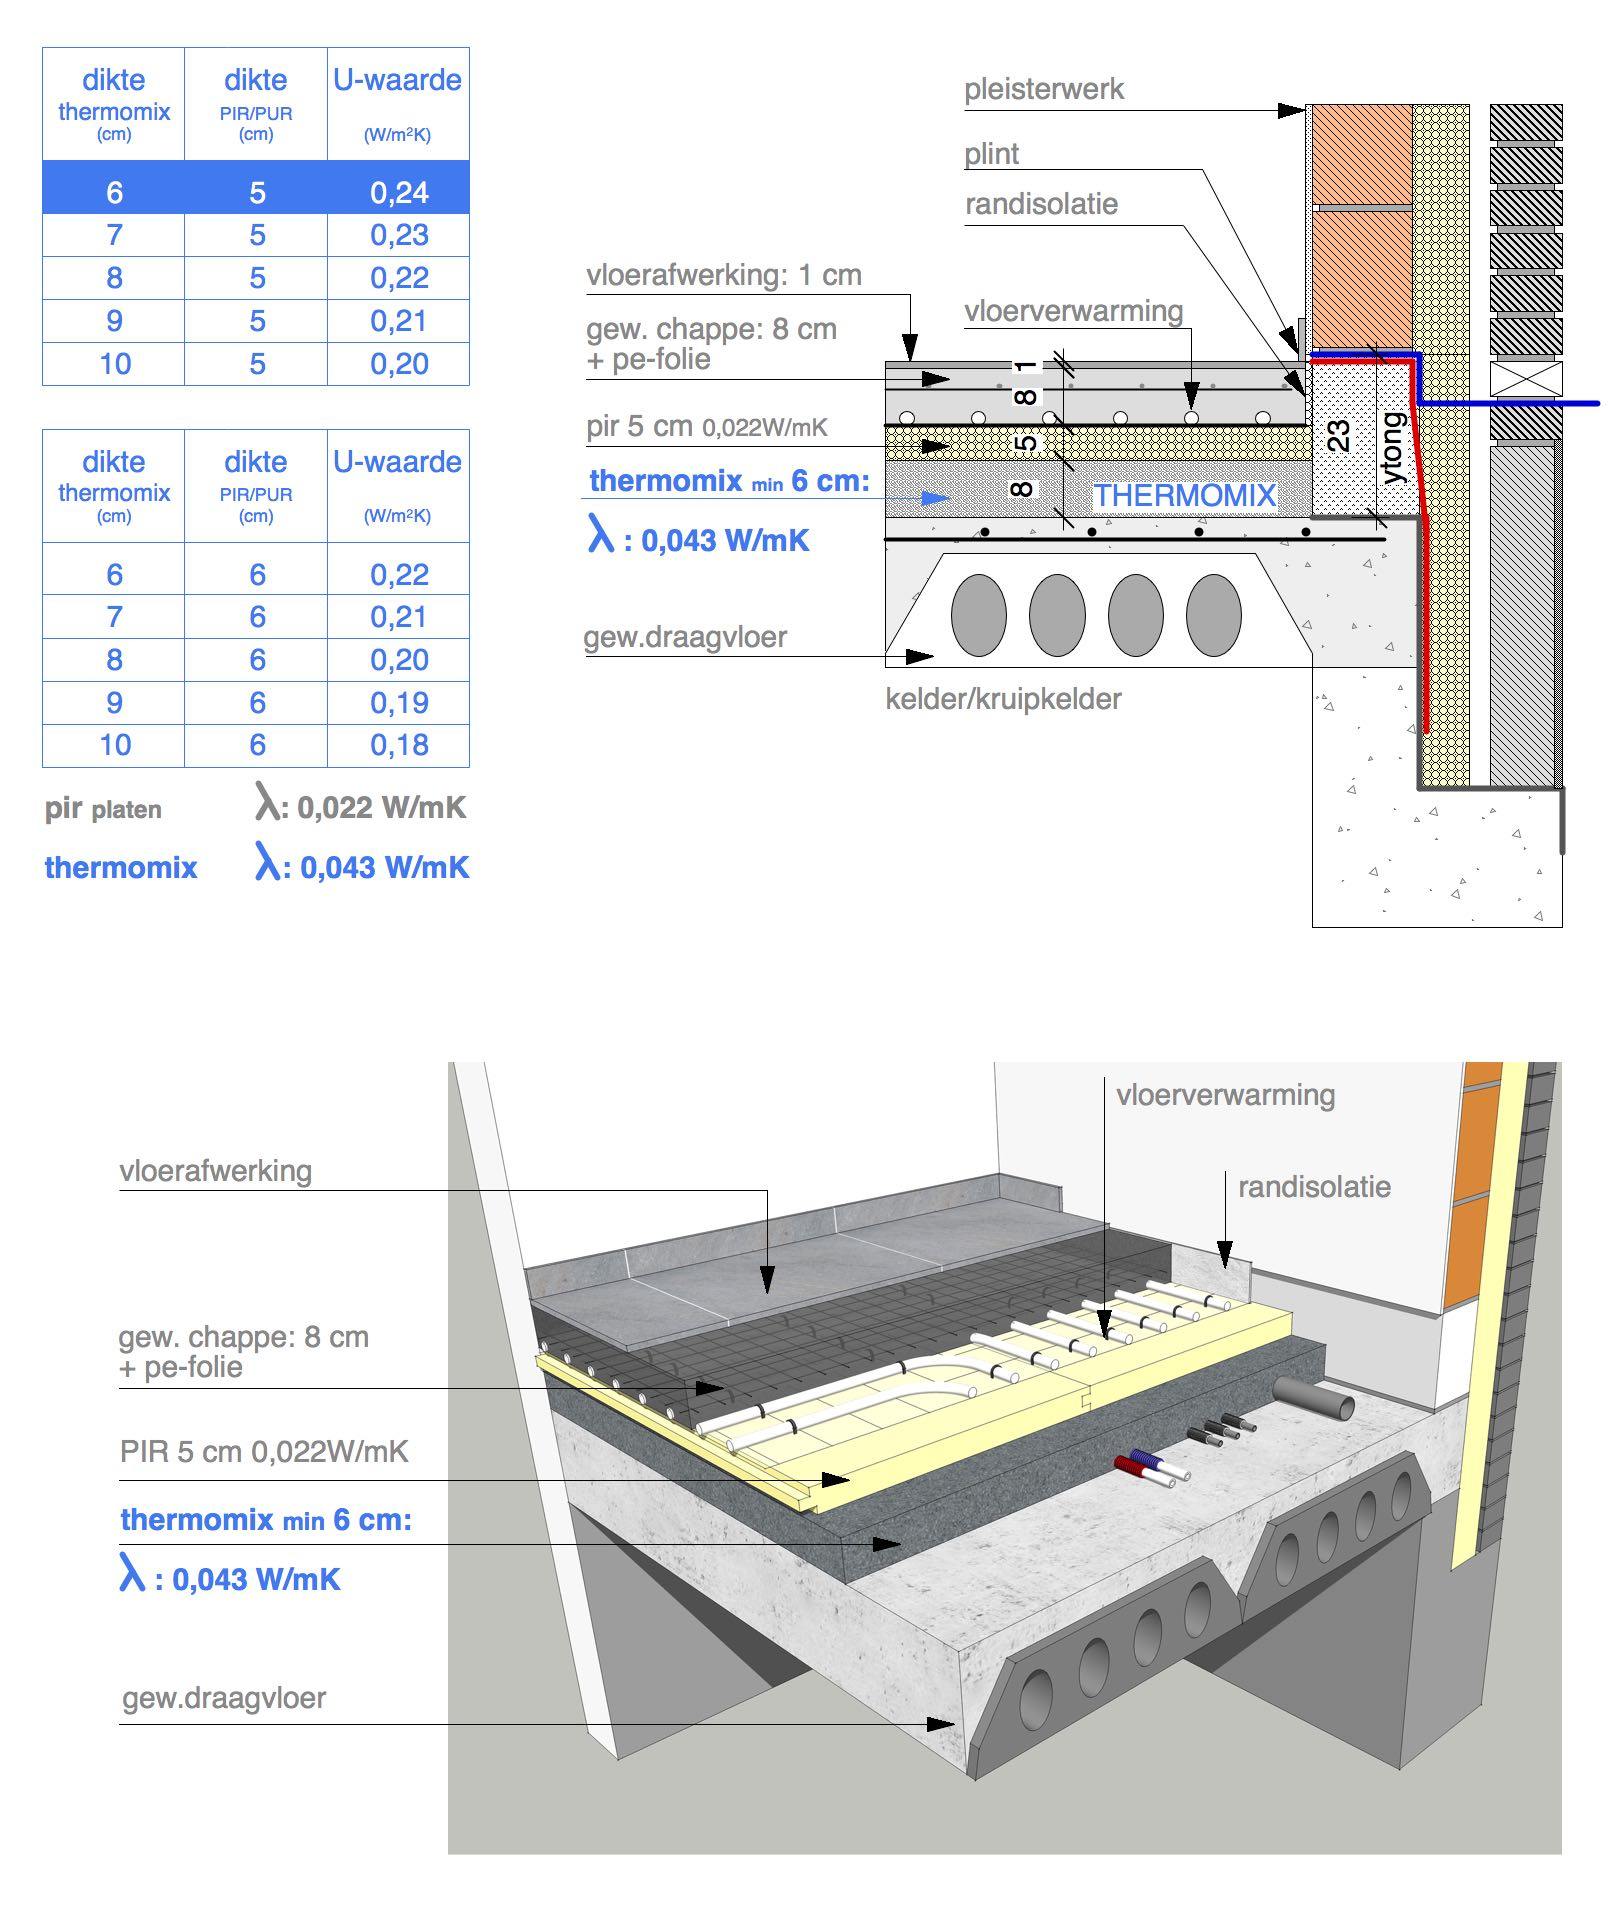 dikte dikte U-waarde
thermomix PIR/PUR
(cm) (cm) (W/m²K)
6 5 0,24
7 5 0,23
8 5 0,22
9 5 0,21
10 5 0,20
dikte dikte U-waarde
thermomix PIR/PUR
(cm) (cm) (W/m²K)
6 6 0,22
7 6 0,21
8 6 0,20
9 6 0,19
10 6 0,18
pir platen λ: 0,022 W/mK
thermomix λ: 0,043 W/mK
pleisterwerk
plint
randisolatie
vloerafwerking: 1 cm
vloerverwarming
gew. chappe: 8 cm
+ pe-folie
pir 5 cm 0,022W/mK
thermomix min 6 cm:
λ : 0,043 W/mK
gew.draagvloer
kelder/kruipkelder
1
8
5
8
THERMOMIX
23
ytong
vloerverwarming
vloerafwerking
randisolatie
gew. chappe: 8 cm
+ pe-folie
PIR 5 cm 0,022W/mK
thermomix min 6 cm:
λ : 0,043 W/mK
gew.draagvloer